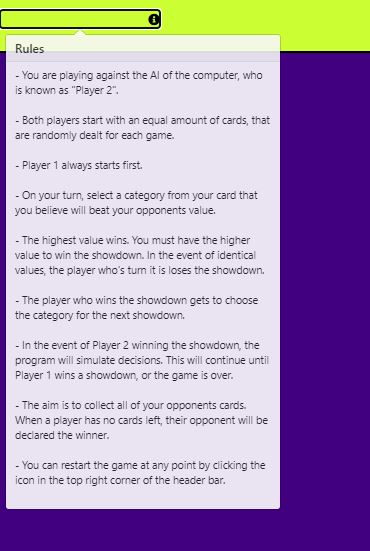 Rules
- You are playing against the AI of the computer, who
is known as "Player 2".
- Both players start with an equal amount of cards, that
are randomly dealt for each game.
- Player 1 always starts first.
- On your turn, select a category from your card that
you believe will beat your opponents value.
- The highest value wins. You must have the higher
value to win the showdown. In the event of identical
values, the player who's turn it is loses the showdown.
- The player who wins the showdown gets to choose
the category for the next showdown.
- In the event of Player 2 winning the showdown, the
program will simulate decisions. This will continue until
Player 1 wins a showdown, or the game is over.
- The aim is to collect all of your opponents cards.
When a player has no cards left, their opponent will be
declared the winner.
- You can restart the game at any point by clicking the
icon in the top right corner of the header bar.